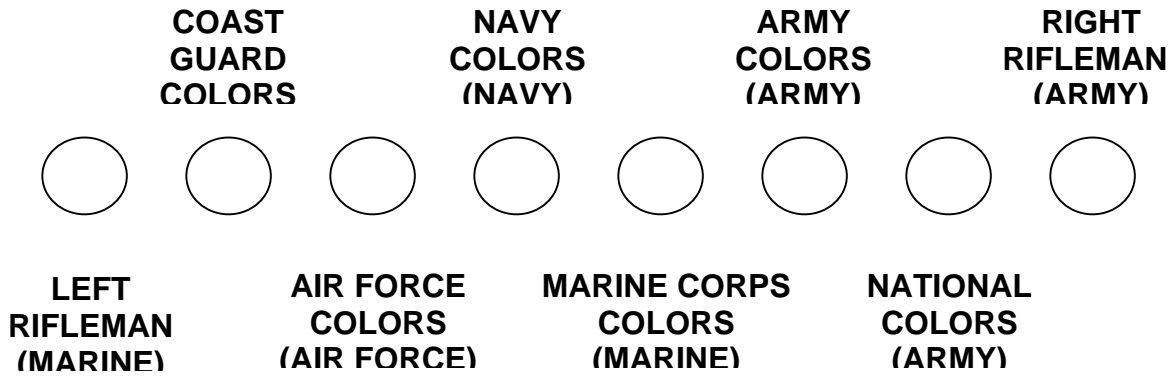 COAST
GUARD
COLORS
NAVY
COLORS
(NAVY)
ARMY
COLORS
(ARMY)
RIGHT
RIFLEMAN
(ARMY)
LEFT
RIFLEMAN
(MARINE)
AIR FORCE
COLORS
(AIR FORCE)
MARINE CORPS
COLORS
(MARINE)
NATIONAL
COLORS
(ARMY)